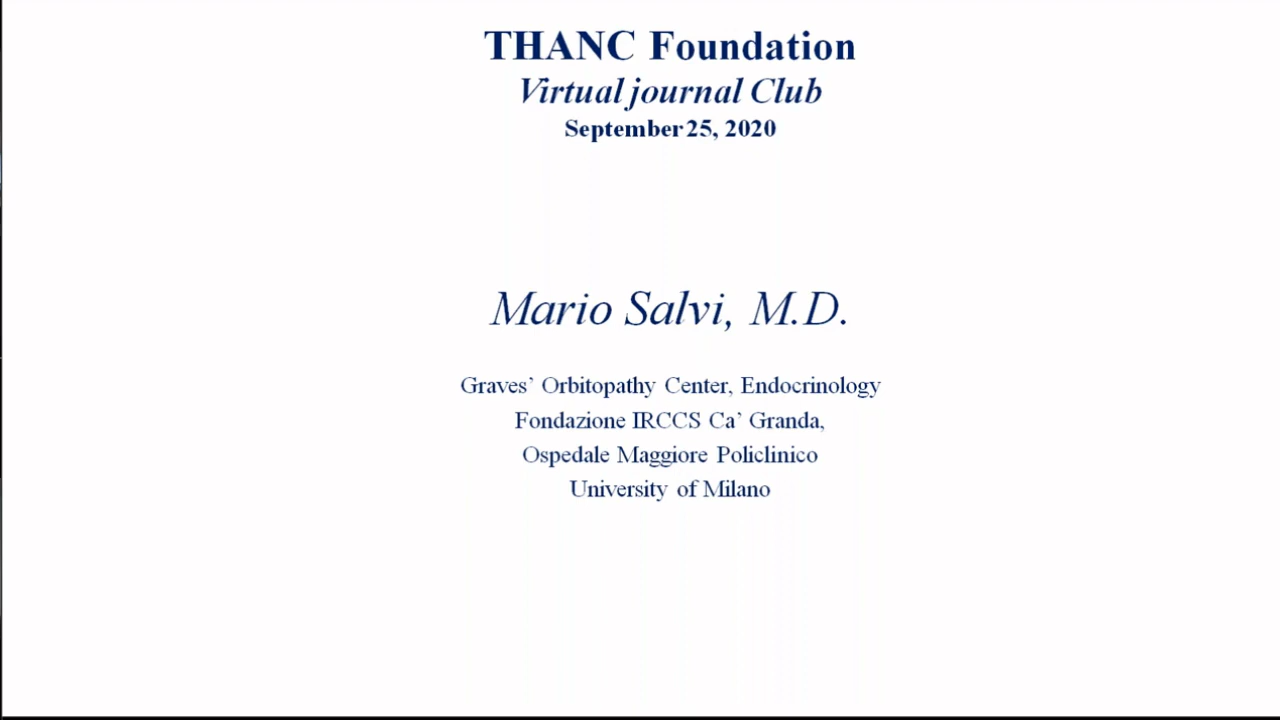 THANC Foundation
Virtual journal Club
September 25, 2020
Mario Salvi, M.D.
Graves’ Orbitopathy Center, Endocrinology
Fondazione IRCCS Ca’ Granda,
Ospedale Maggiore Policlinico
University of Milano